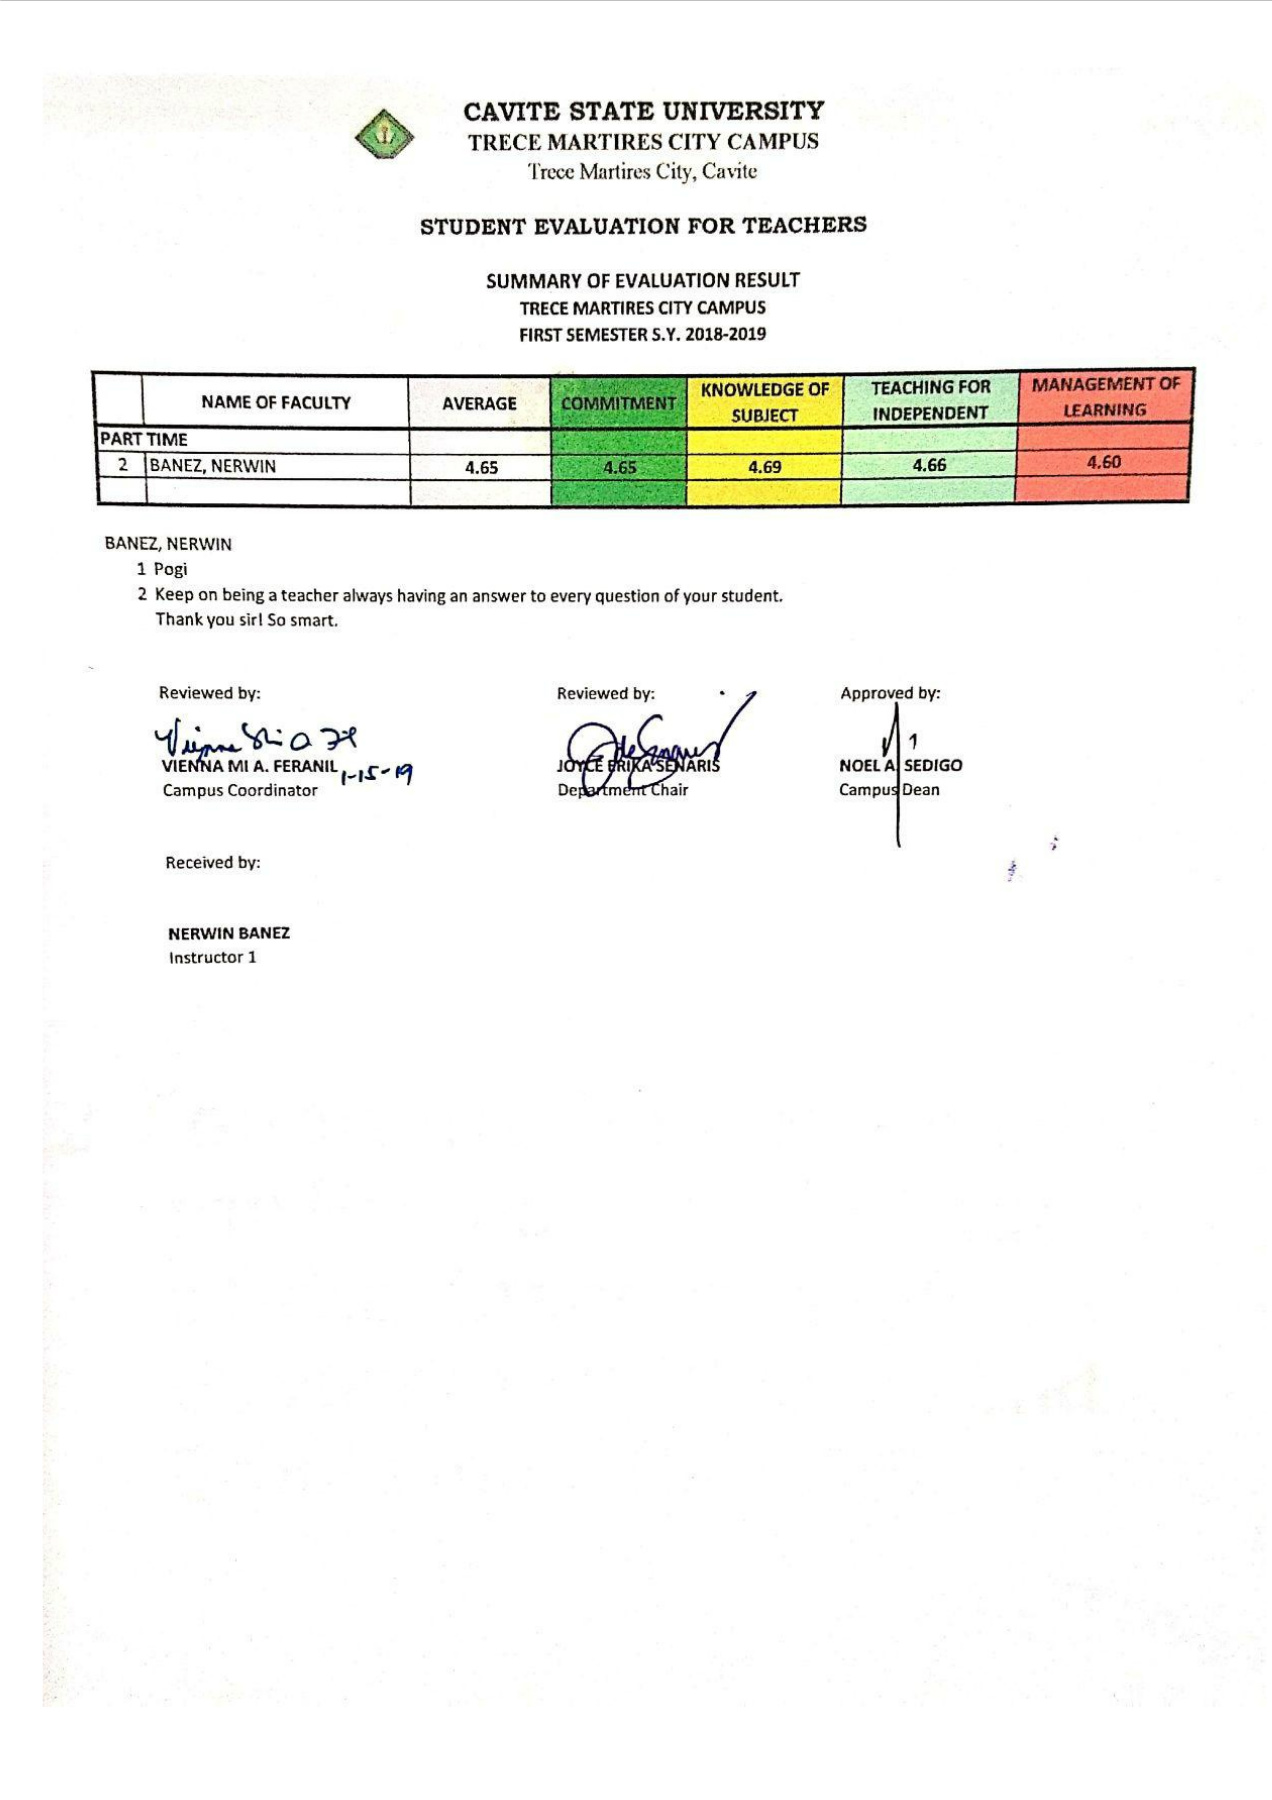 CAVITE STATE UNIVERSITY
TRECE MARTIRES CITY CAMPUS
Trece Martires City, Cavite
STUDENT EVALUATION FOR TEACHERS
SUMMARY OF EVALUATION RESULT
TRECE MARTIRES CITY CAMPUS
FIRST SEMESTER S.Y. 2018-2019
NAME OF FACULTY AVERAGE COMMITMENT KNOWLEDGE OF SUBJECT TEACHING FOR INDEPENDENT MANAGEMENT OF LEARNING
PART TIME
2 BANEZ, NERWIN 4.65 4.65 4.69 4.66 4.60
BANEZ, NERWIN
1 Pogi
2 Keep on being a teacher always having an answer to every question of your student.
Thank you sir! So smart.
Reviewed by: Reviewed by: Approved by:
VIENNA MI A. FERANIL 1-15-19 JOYCE ERIKA SENARIS NOEL A. SEDIGO
Campus Coordinator Department Chair Campus Dean
Received by:
NERWIN BANEZ
Instructor 1